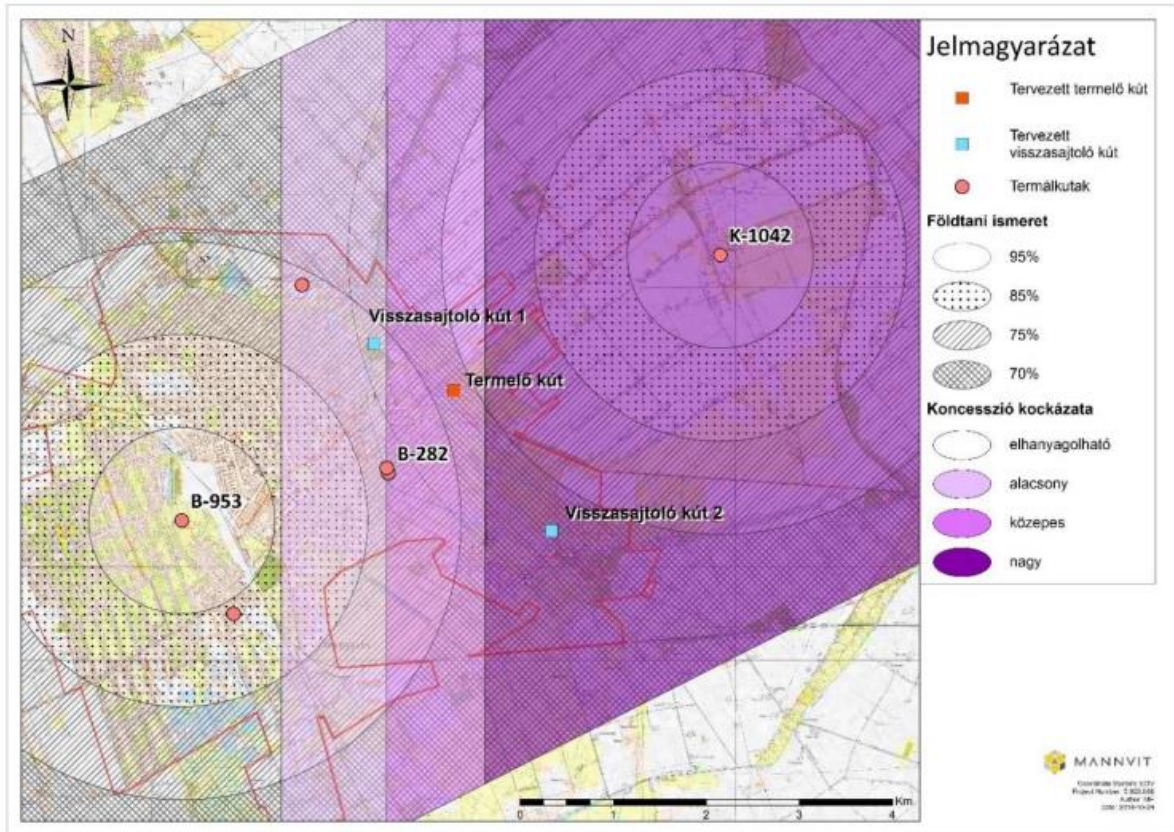 N
K-1042
Visszasajtoló kút 1
Termelő kút
B-282
B-953
Visszasajtoló kút 2
0 1 2 3 4 Km
Jelmagyarázat
Tervezett termelő kút
Tervezett
visszasajtoló kút
Termálkutak
Földtani ismeret
95%
85%
75%
70%
Koncesszió kockázata
elhanyagolható
alacsony
közepes
nagy
MANNVIT